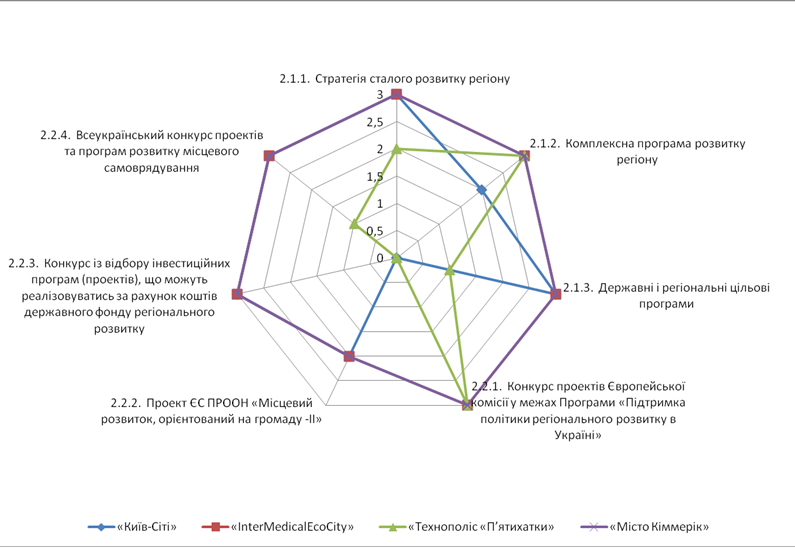 2.1.1. Стратегія сталого розвитку регіону
3
2,5
2
1,5
1
0,5
0
2.1.2. Комплексна програма розвитку
регіону
2.1.3. Державні і регіональні цільові
програми
2.2.1. Конкурс проектів Європейської
комісії у межах Програми «Підтримка
політики регіонального розвитку в
Україні»
2.2.2. Проект ЄС ПРООН «Місцевий
розвиток, орієнтований на громаду -ІІ»
2.2.3. Конкурс із відбору інвестиційних
програм (проектів), що можуть
реалізовуватись за рахунок коштів
державного фонду регіонального
розвитку
2.2.4. Всеукраїнський конкурс проектів
та програм розвитку місцевого
самоврядування
«Київ-Сіті»
«InterMedicalEcoCity»
«Технополіс «П’ятихатки»
«Місто Кіммерік»